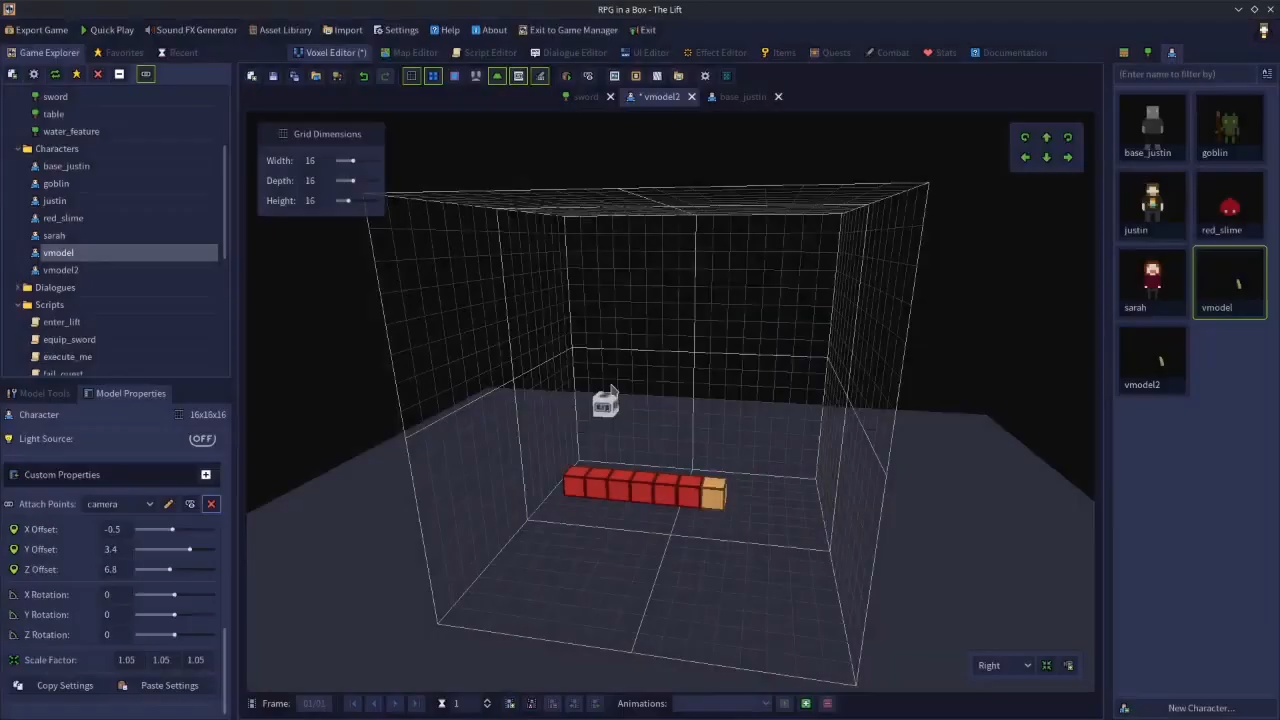 RPG in a Box - The Lift
Export Game Quick Play Sound FX Generator Asset Library Import Settings Help About Exit to Game Manager Exit
Game Explorer Favorites Recent Voxel Editor (*) Map Editor Script Editor Dialogue Editor UI Editor Effect Editor Items Quests Combat Stats Documentation
(Enter name to filter by)
sword * vmodel2 base_justin
sword
table
water_feature
Characters
base_justin
goblin
justin
red_slime
sarah
vmodel
vmodel2
Dialogues
Scripts
enter_lift
equip_sword
execute_me
fail_quest
Model Tools Model Properties
Character 16x16x16
Light Source: (OFF)
Custom Properties
Attach Points: camera
X Offset: -0.5
Y Offset: 3.4
Z Offset: 6.8
X Rotation: 0
Y Rotation: 0
Z Rotation: 0
Scale Factor: 1.05 1.05 1.05
Copy Settings Paste Settings
Grid Dimensions
Width: 16
Depth: 16
Height: 16
Right
Frame: 01/01 1 Animations:
base_justin goblin
justin red_slime
sarah vmodel
vmodel2
New Character...